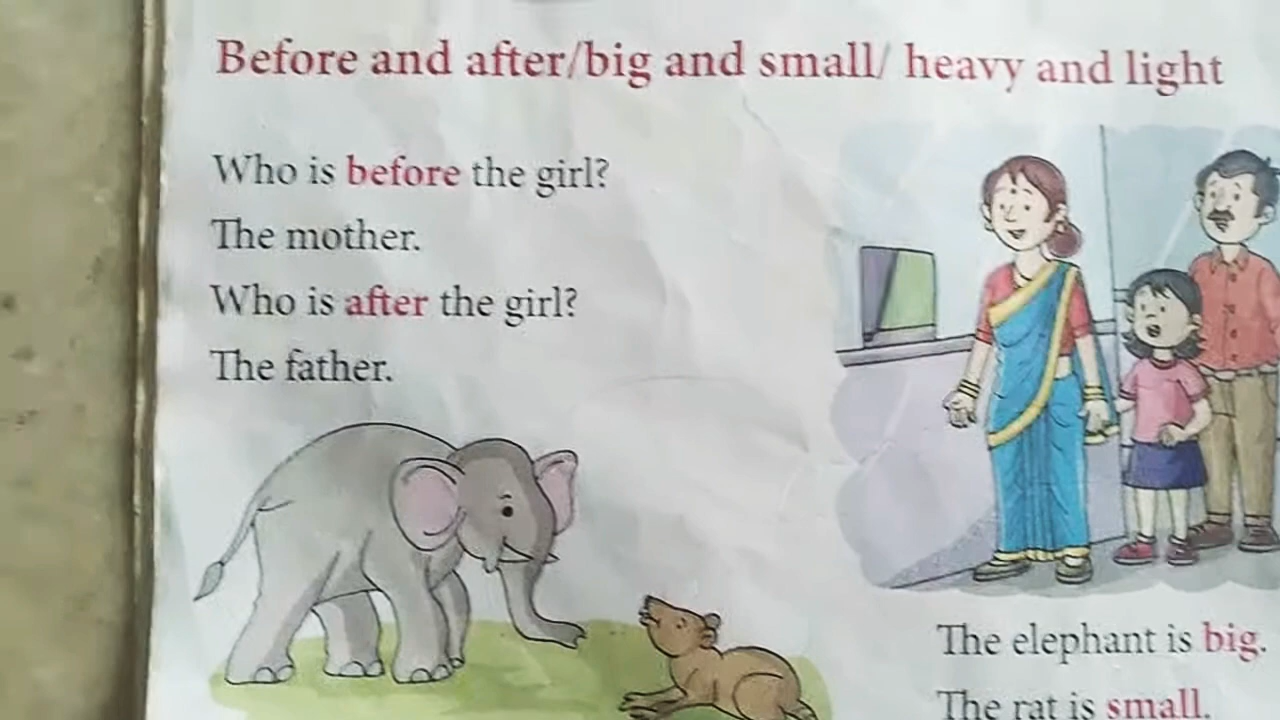 Before and after/big and small/ heavy and light
Who is before the girl?
The mother.
Who is after the girl?
The father.
The elephant is big.
The rat is small.